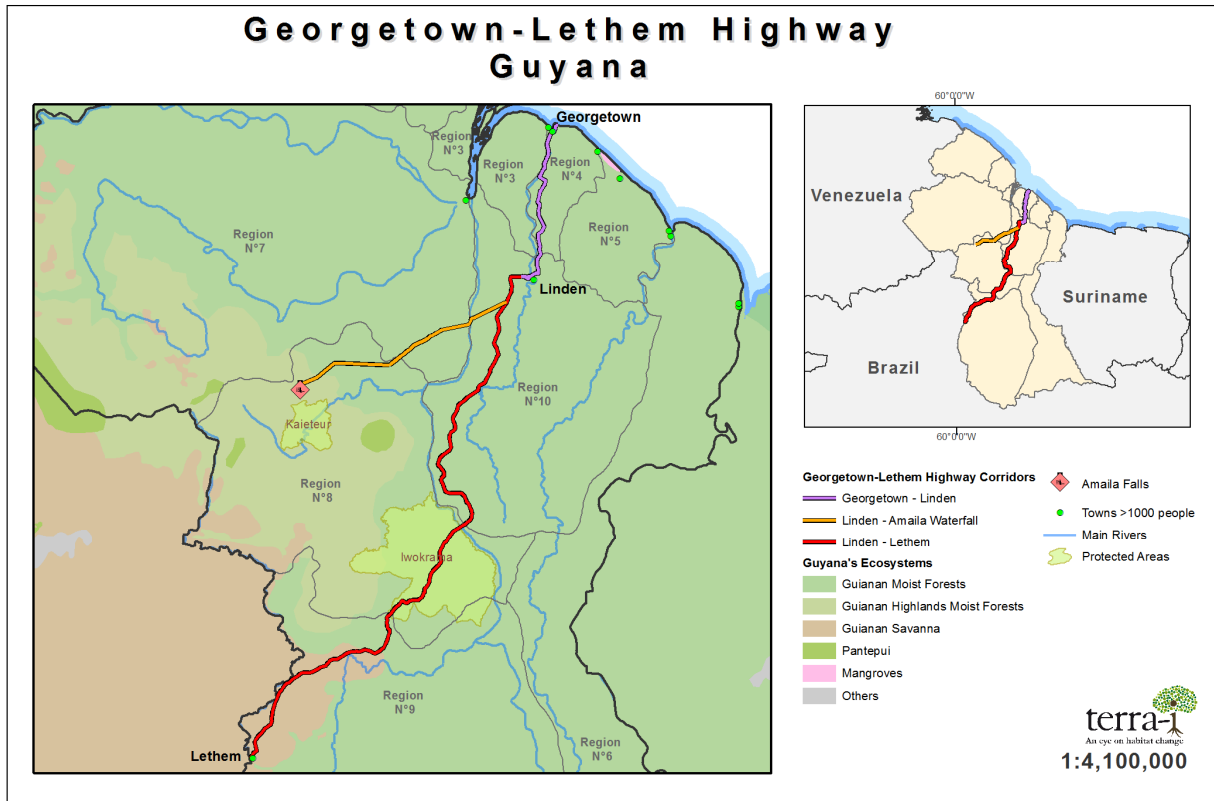 Georgetown-Lethem Highway
Guyana
Georgetown
Region
N°3
Region
N°3
Region
N°4
Region
N°7
Region
N°5
Linden
Region
N°10
Kaieteur
Region
N°8
Iwokrama
Region
N°9
Lethem
Region
N°6
60°0'0"W
Venezuela
Suriname
Brazil
60°0'0"W
Georgetown-Lethem Highway Corridors
Georgetown - Linden
Linden - Amaila Waterfall
Linden - Lethem
Guyana's Ecosystems
Guianan Moist Forests
Guianan Highlands Moist Forests
Guianan Savanna
Pantepui
Mangroves
Others
Amaila Falls
Towns >1000 people
Main Rivers
Protected Areas
terra-i
An eye on habitat change
1:4,100,000